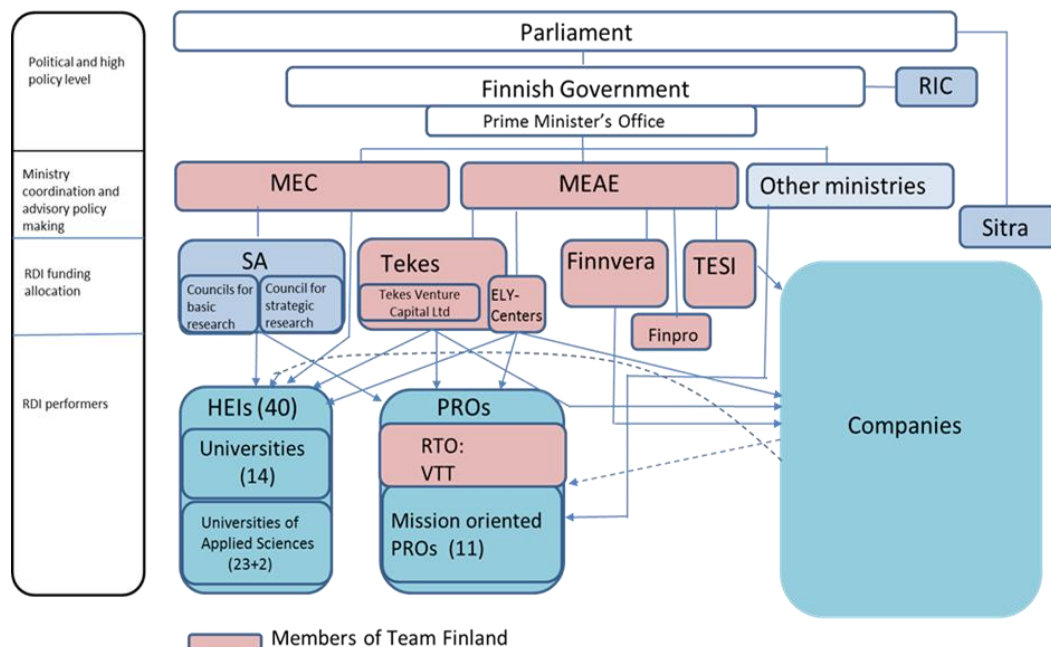 Political and high
policy level
Ministry
coordination and
advisory policy
making
RDI funding
allocation
RDI performers
Parliament
Finnish Government
RIC
Prime Minister's Office
MEC
MEAE
Other ministries
Sitra
SA
Councils for
basic
research
Council for
strategic
research
Tekes
Tekes Venture
Capital Ltd
ELY-
Centers
Finnvera
TESI
Finpro
HEIs (40)
Universities
(14)
Universities of
Applied Sciences
(23+2)
PROs
RTO:
VTT
Mission oriented
PROs (11)
Companies
Members of Team Finland